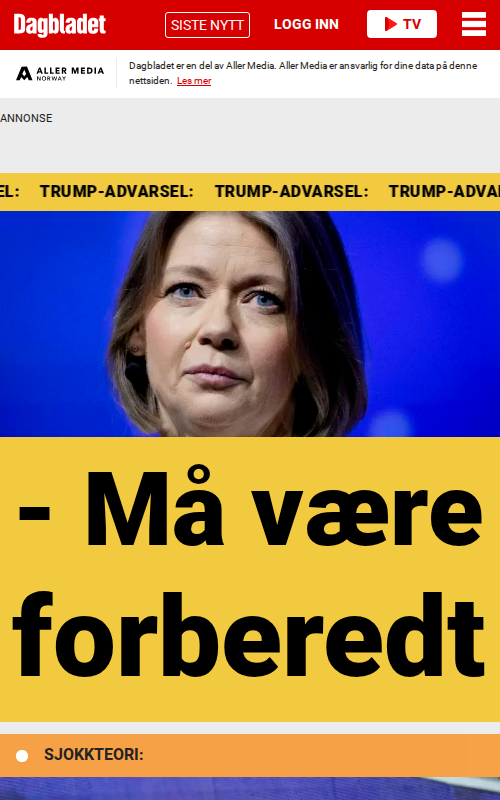 Dagbladet
SISTE NYTT
LOGG INN
TV
ALLER MEDIA
NORWAY
Dagbladet er en del av Aller Media. Aller Media er ansvarlig for dine data på denne
nettsiden. Les mer
ANNONSE
EL: TRUMP-ADVARSEL: TRUMP-ADVARSEL: TRUMP-ADVAR
- Må være
forberedt
SJOKKTEORI: